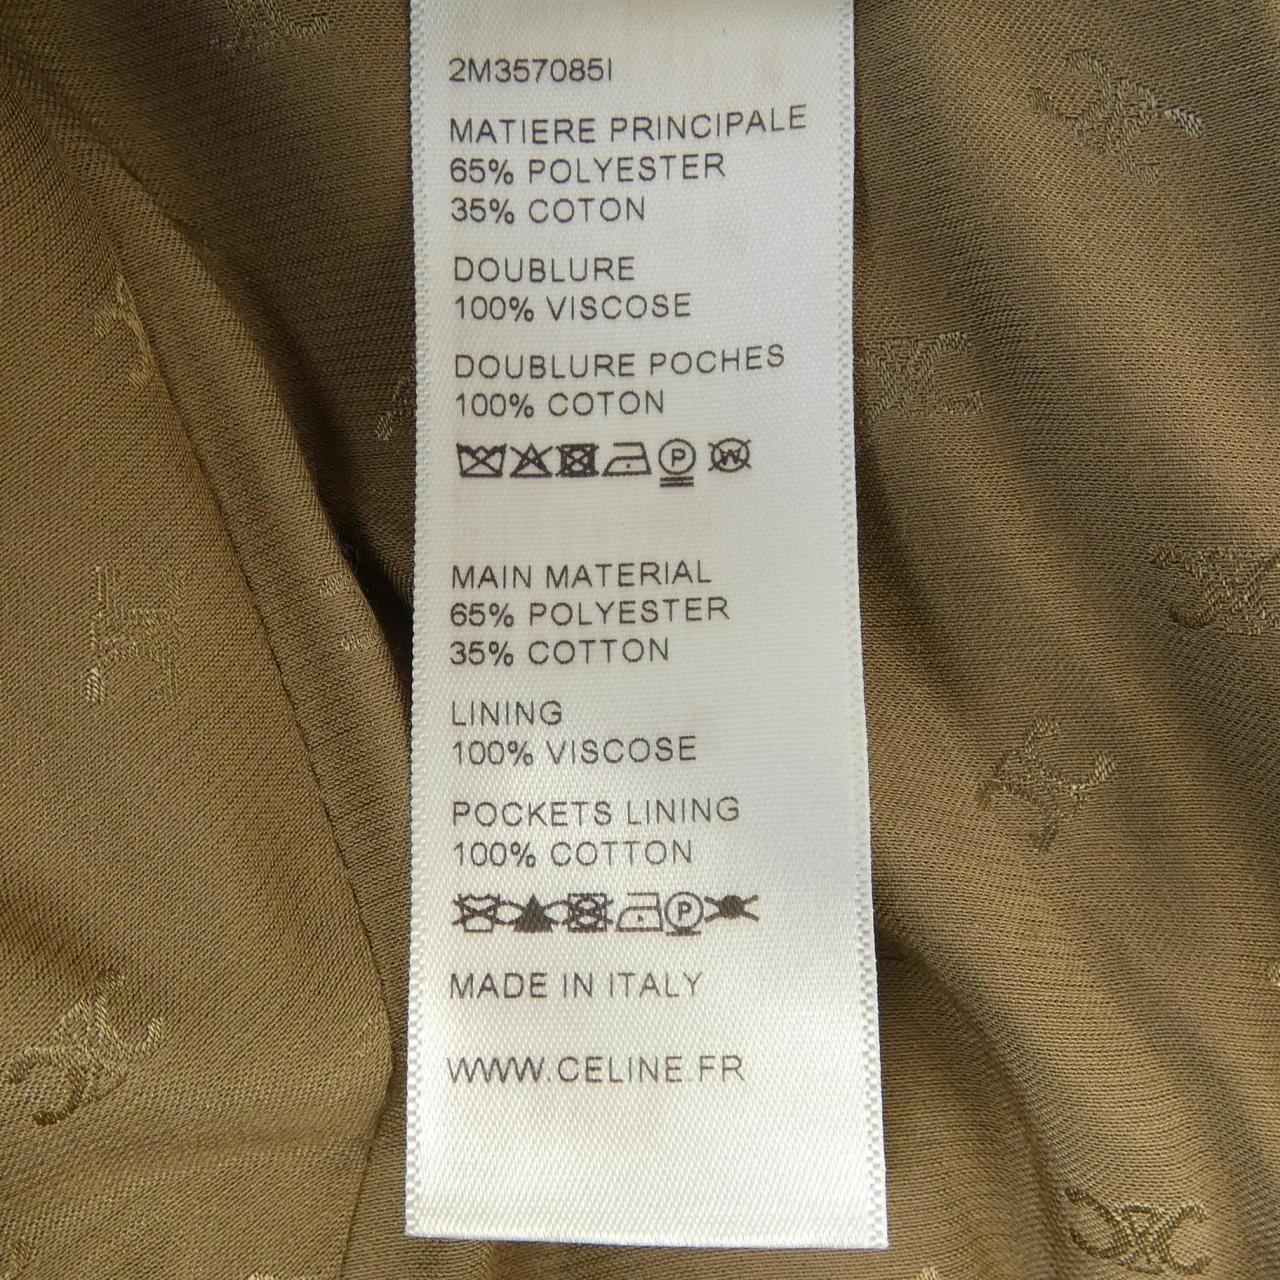 2M357085I
MATIERE PRINCIPALE
65% POLYESTER
35% COTON
DOUBLURE
100% VISCOSE
DOUBLURE POCHES
100% COTON
P W
MAIN MATERIAL
65% POLYESTER
35% COTTON
LINING
100% VISCOSE
POCKETS LINING
100% COTTON
P
MADE IN ITALY
WWW.CELINE.FR